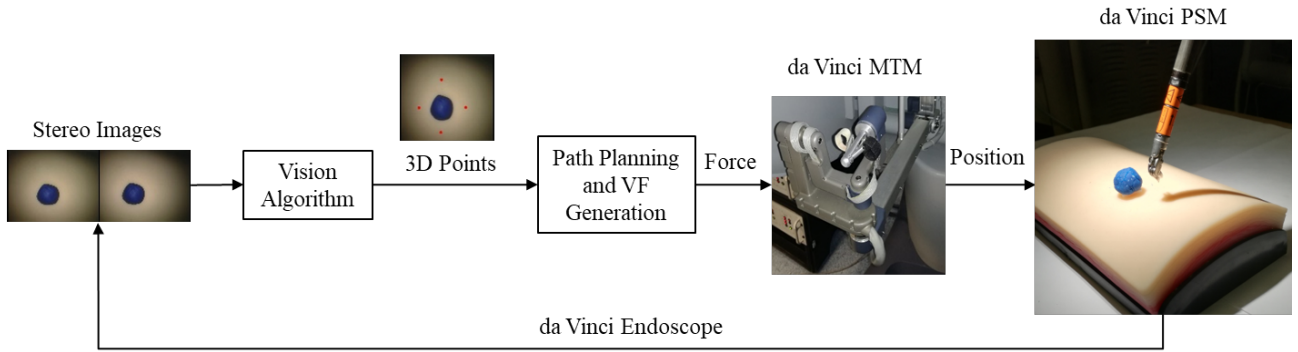 da Vinci PSM
da Vinci MTM
Stereo Images
Vision
Algorithm
3D Points
Path Planning
and VF
Generation
Force
Position
da Vinci Endoscope